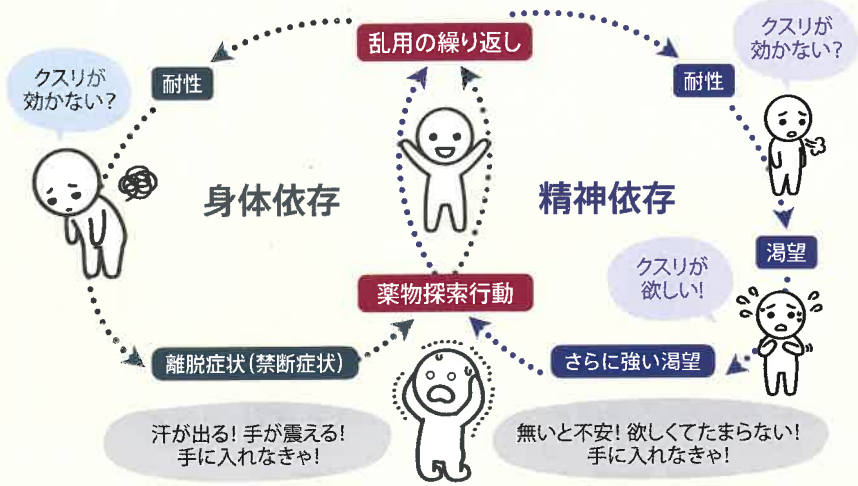 乱用の繰り返し
クスリが
効かない？
耐性
身体依存
離脱症状（禁断症状）
汗が出る！手が震える！
手に入れなきゃ！
クスリが
効かない？
耐性
精神依存
渇望
クスリが
欲しい！
さらに強い渇望
無いと不安！欲しくてたまらない！
手に入れなきゃ！
薬物探索行動